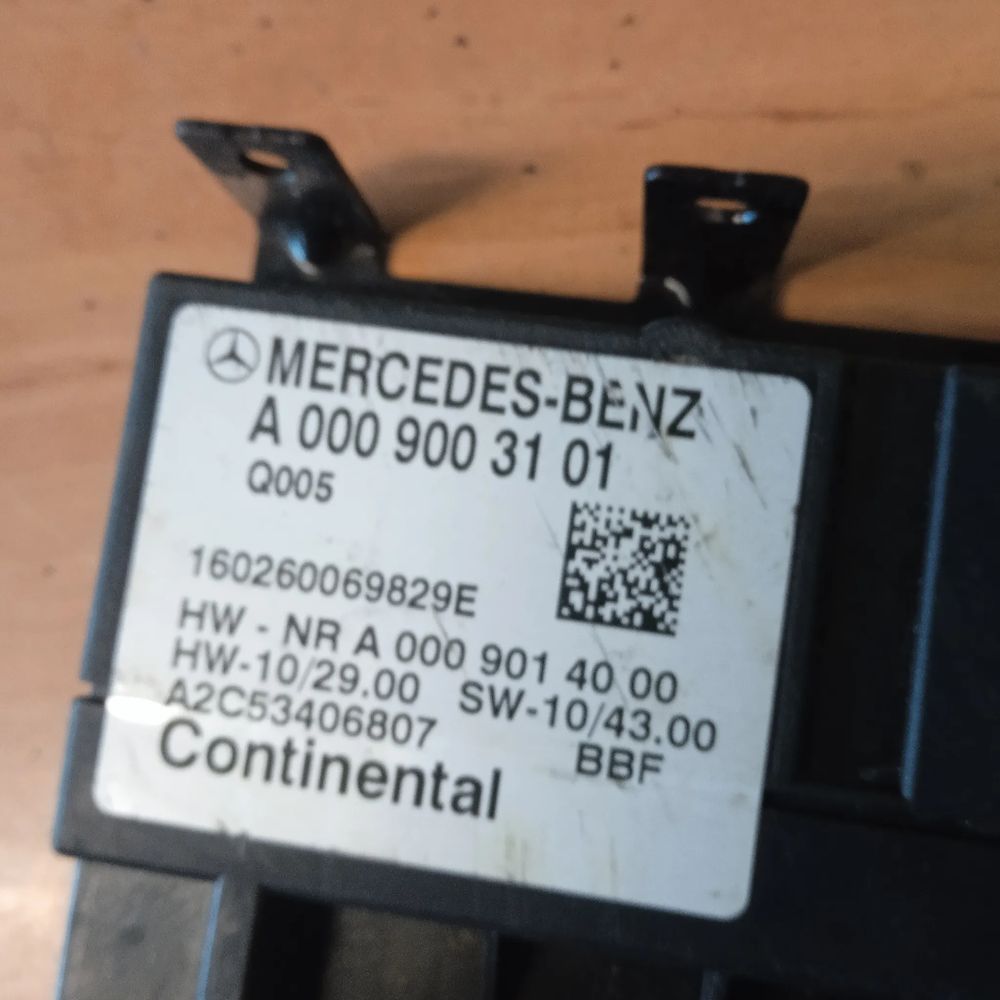 MERCEDES-BENZ
A 000 900 31 01
Q005
160260069829E
HW - NR A 000 901 40 00
HW-10/29.00 SW-10/43.00
A2C53406807 BBF
Continental